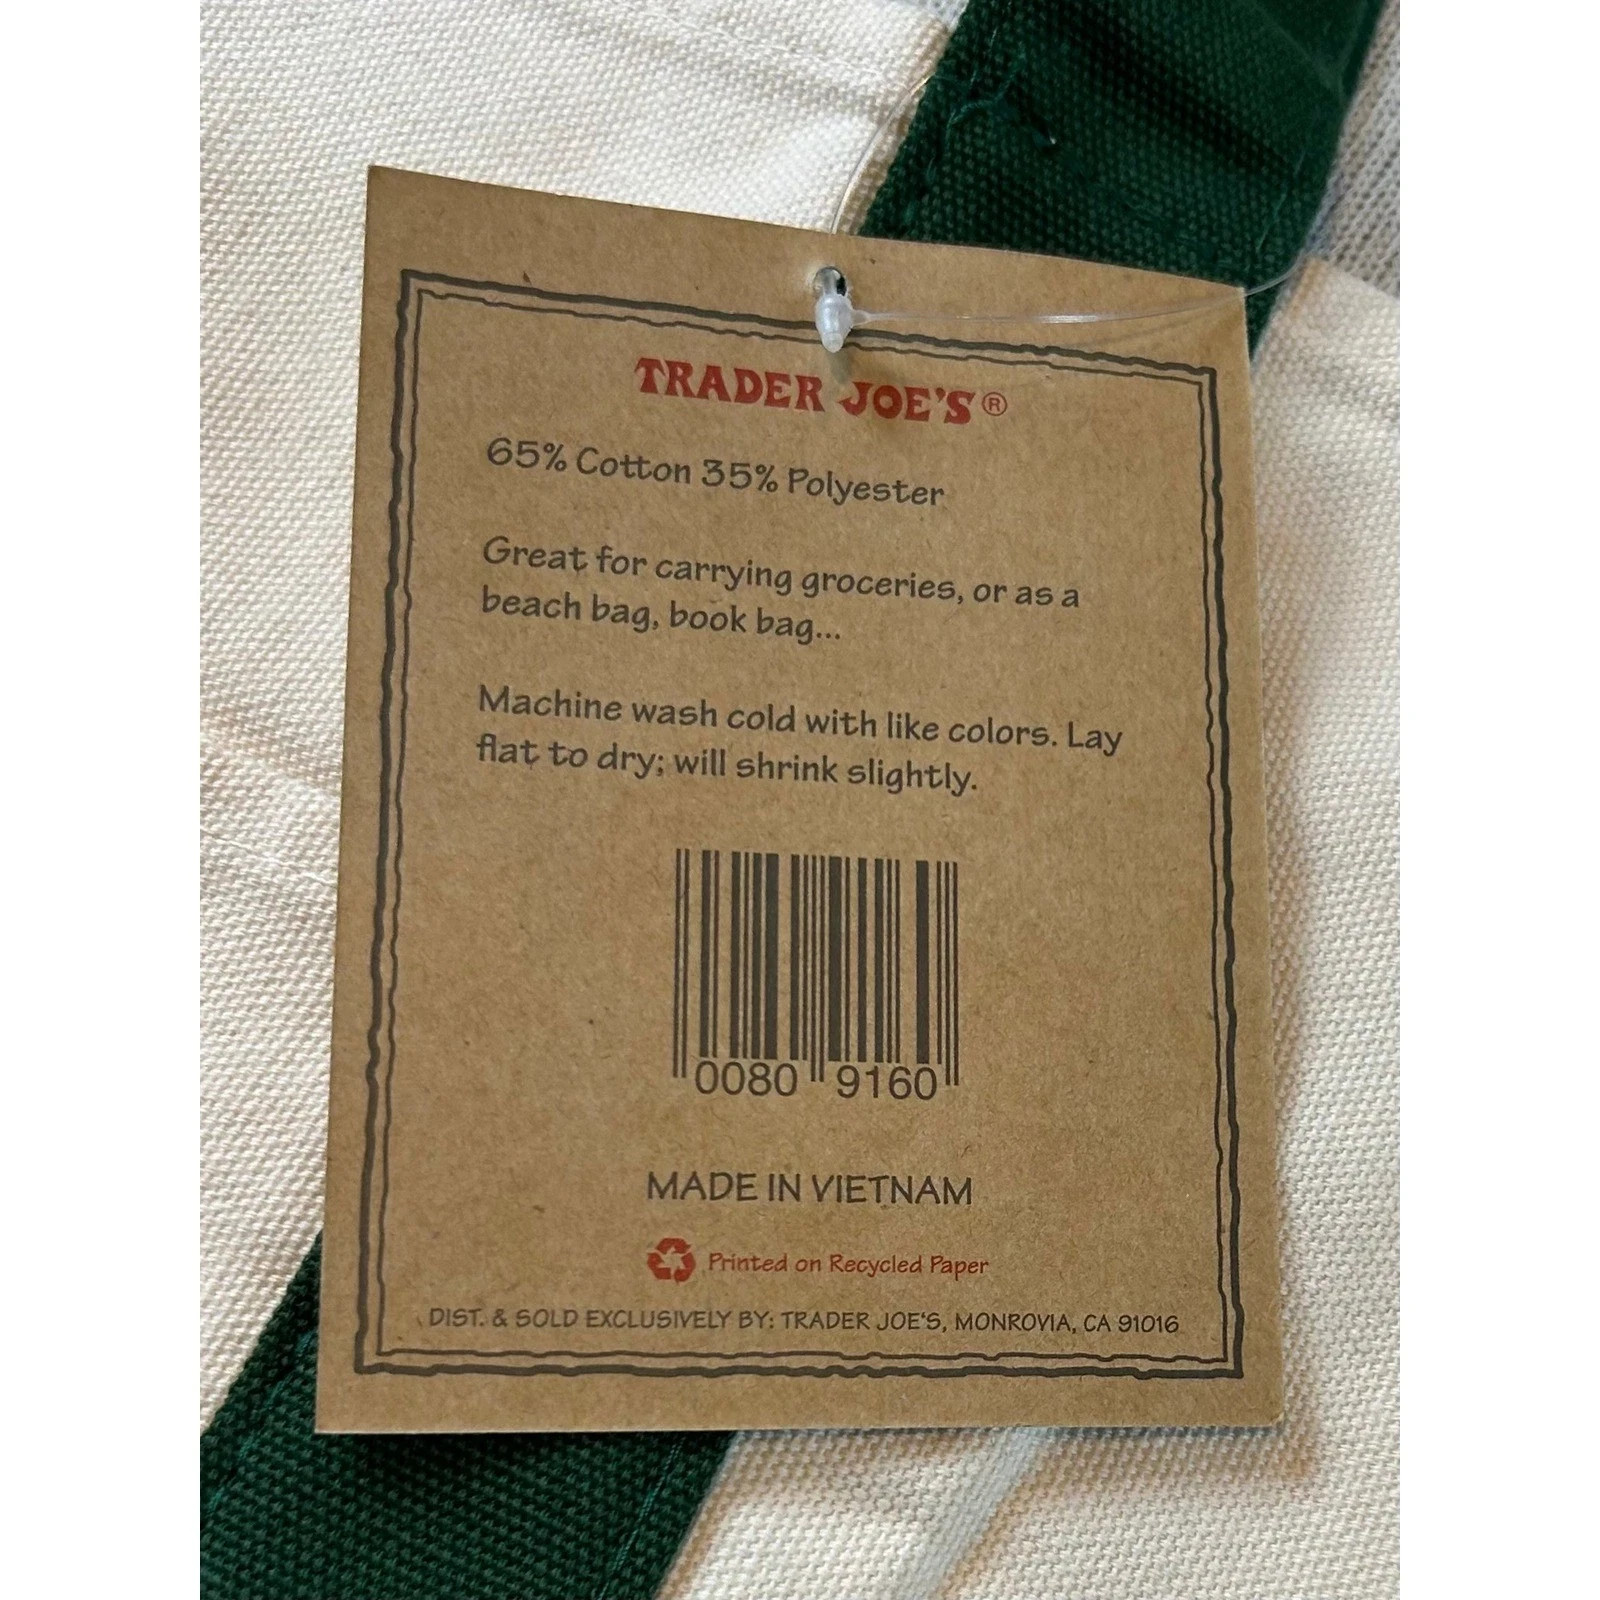 TRADER JOE'S®
65% Cotton 35% Polyester
Great for carrying groceries, or as a
beach bag, book bag...
Machine wash cold with like colors. Lay
flat to dry; will shrink slightly.
0080 9160
MADE IN VIETNAM
Printed on Recycled Paper
DIST. & SOLD EXCLUSIVELY BY: TRADER JOE'S, MONROVIA, CA 91016